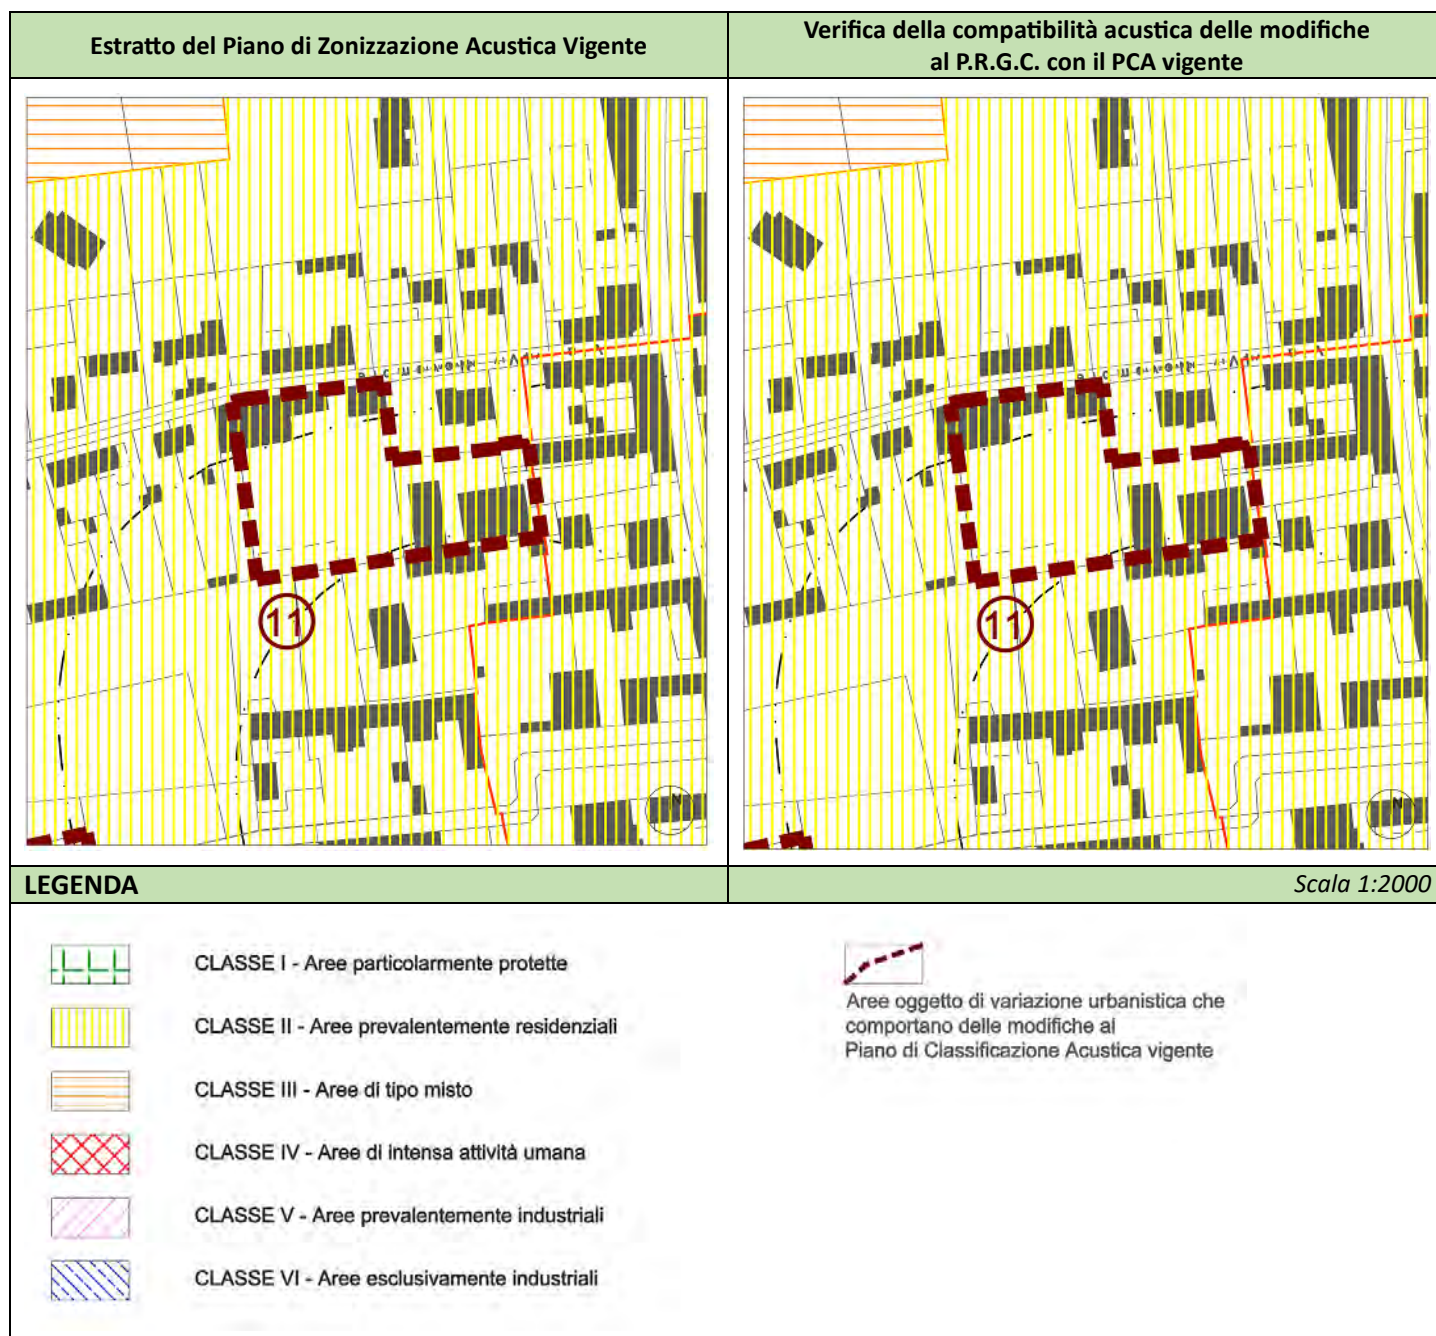 Estratto del Piano di Zonizzazione Acustica Vigente
Verifica della compatibilità acustica delle modifiche
al P.R.G.C. con il PCA vigente
11
N
11
N
LEGENDA
Scala 1:2000
CLASSE I - Aree particolarmente protette
CLASSE II - Aree prevalentemente residenziali
CLASSE III - Aree di tipo misto
CLASSE IV - Aree di intensa attività umana
CLASSE V - Aree prevalentemente industriali
CLASSE VI - Aree esclusivamente industriali
Aree oggetto di variazione urbanistica che
comportano delle modifiche al
Piano di Classificazione Acustica vigente